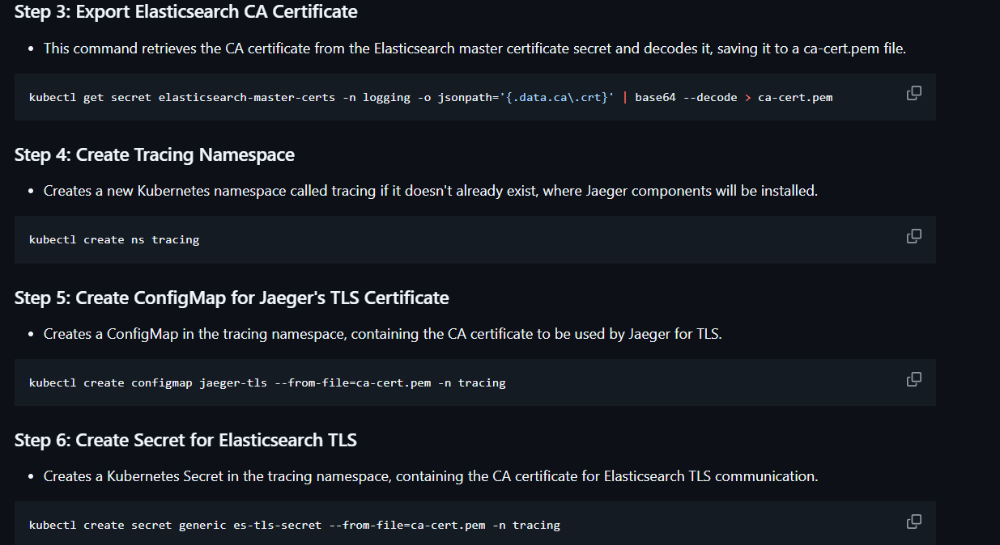 Step 3: Export Elasticsearch CA Certificate
• This command retrieves the CA certificate from the Elasticsearch master certificate secret and decodes it, saving it to a ca-cert.pem file.
kubectl get secret elasticsearch-master-certs -n logging -o jsonpath='{.data.ca\.crt}' | base64 --decode > ca-cert.pem
Step 4: Create Tracing Namespace
• Creates a new Kubernetes namespace called tracing if it doesn't already exist, where Jaeger components will be installed.
kubectl create ns tracing
Step 5: Create ConfigMap for Jaeger's TLS Certificate
• Creates a ConfigMap in the tracing namespace, containing the CA certificate to be used by Jaeger for TLS.
kubectl create configmap jaeger-tls --from-file=ca-cert.pem -n tracing
Step 6: Create Secret for Elasticsearch TLS
• Creates a Kubernetes Secret in the tracing namespace, containing the CA certificate for Elasticsearch TLS communication.
kubectl create secret generic es-tls-secret --from-file=ca-cert.pem -n tracing